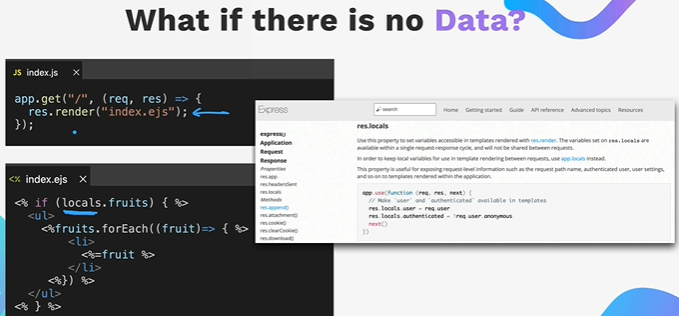 What if there is no Data?
JS index.js ×
app.get("/", (req, res) => {
res.render("index.ejs");
});
<% index.ejs ×
<% if (locals.fruits) { %>
<ul>
<%fruits.forEach((fruit)=> { %>
<li>
<%=fruit %>
</li>
<%}) %>
</ul>
<% } %>
Express
search
Home Getting started Guide API reference Advanced topics Resources
express()
Application
Request
Response
Properties
res.app
res.headersSent
res.locals
Methods
res.append()
res.attachment()
res.cookie()
res.clearCookie()
res.download()
res.locals
Use this property to set variables accessible in templates rendered with res.render. The variables set on res.locals are
available within a single request-response cycle, and will not be shared between requests.
In order to keep local variables for use in template rendering between requests, use app.locals instead.
This property is useful for exposing request-level information such as the request path name, authenticated user, user settings,
and so on to templates rendered within the application.
app.use(function (req, res, next) {
// Make `user` and `authenticated` available in templates
res.locals.user = req.user
res.locals.authenticated = !req.user.anonymous
next()
})